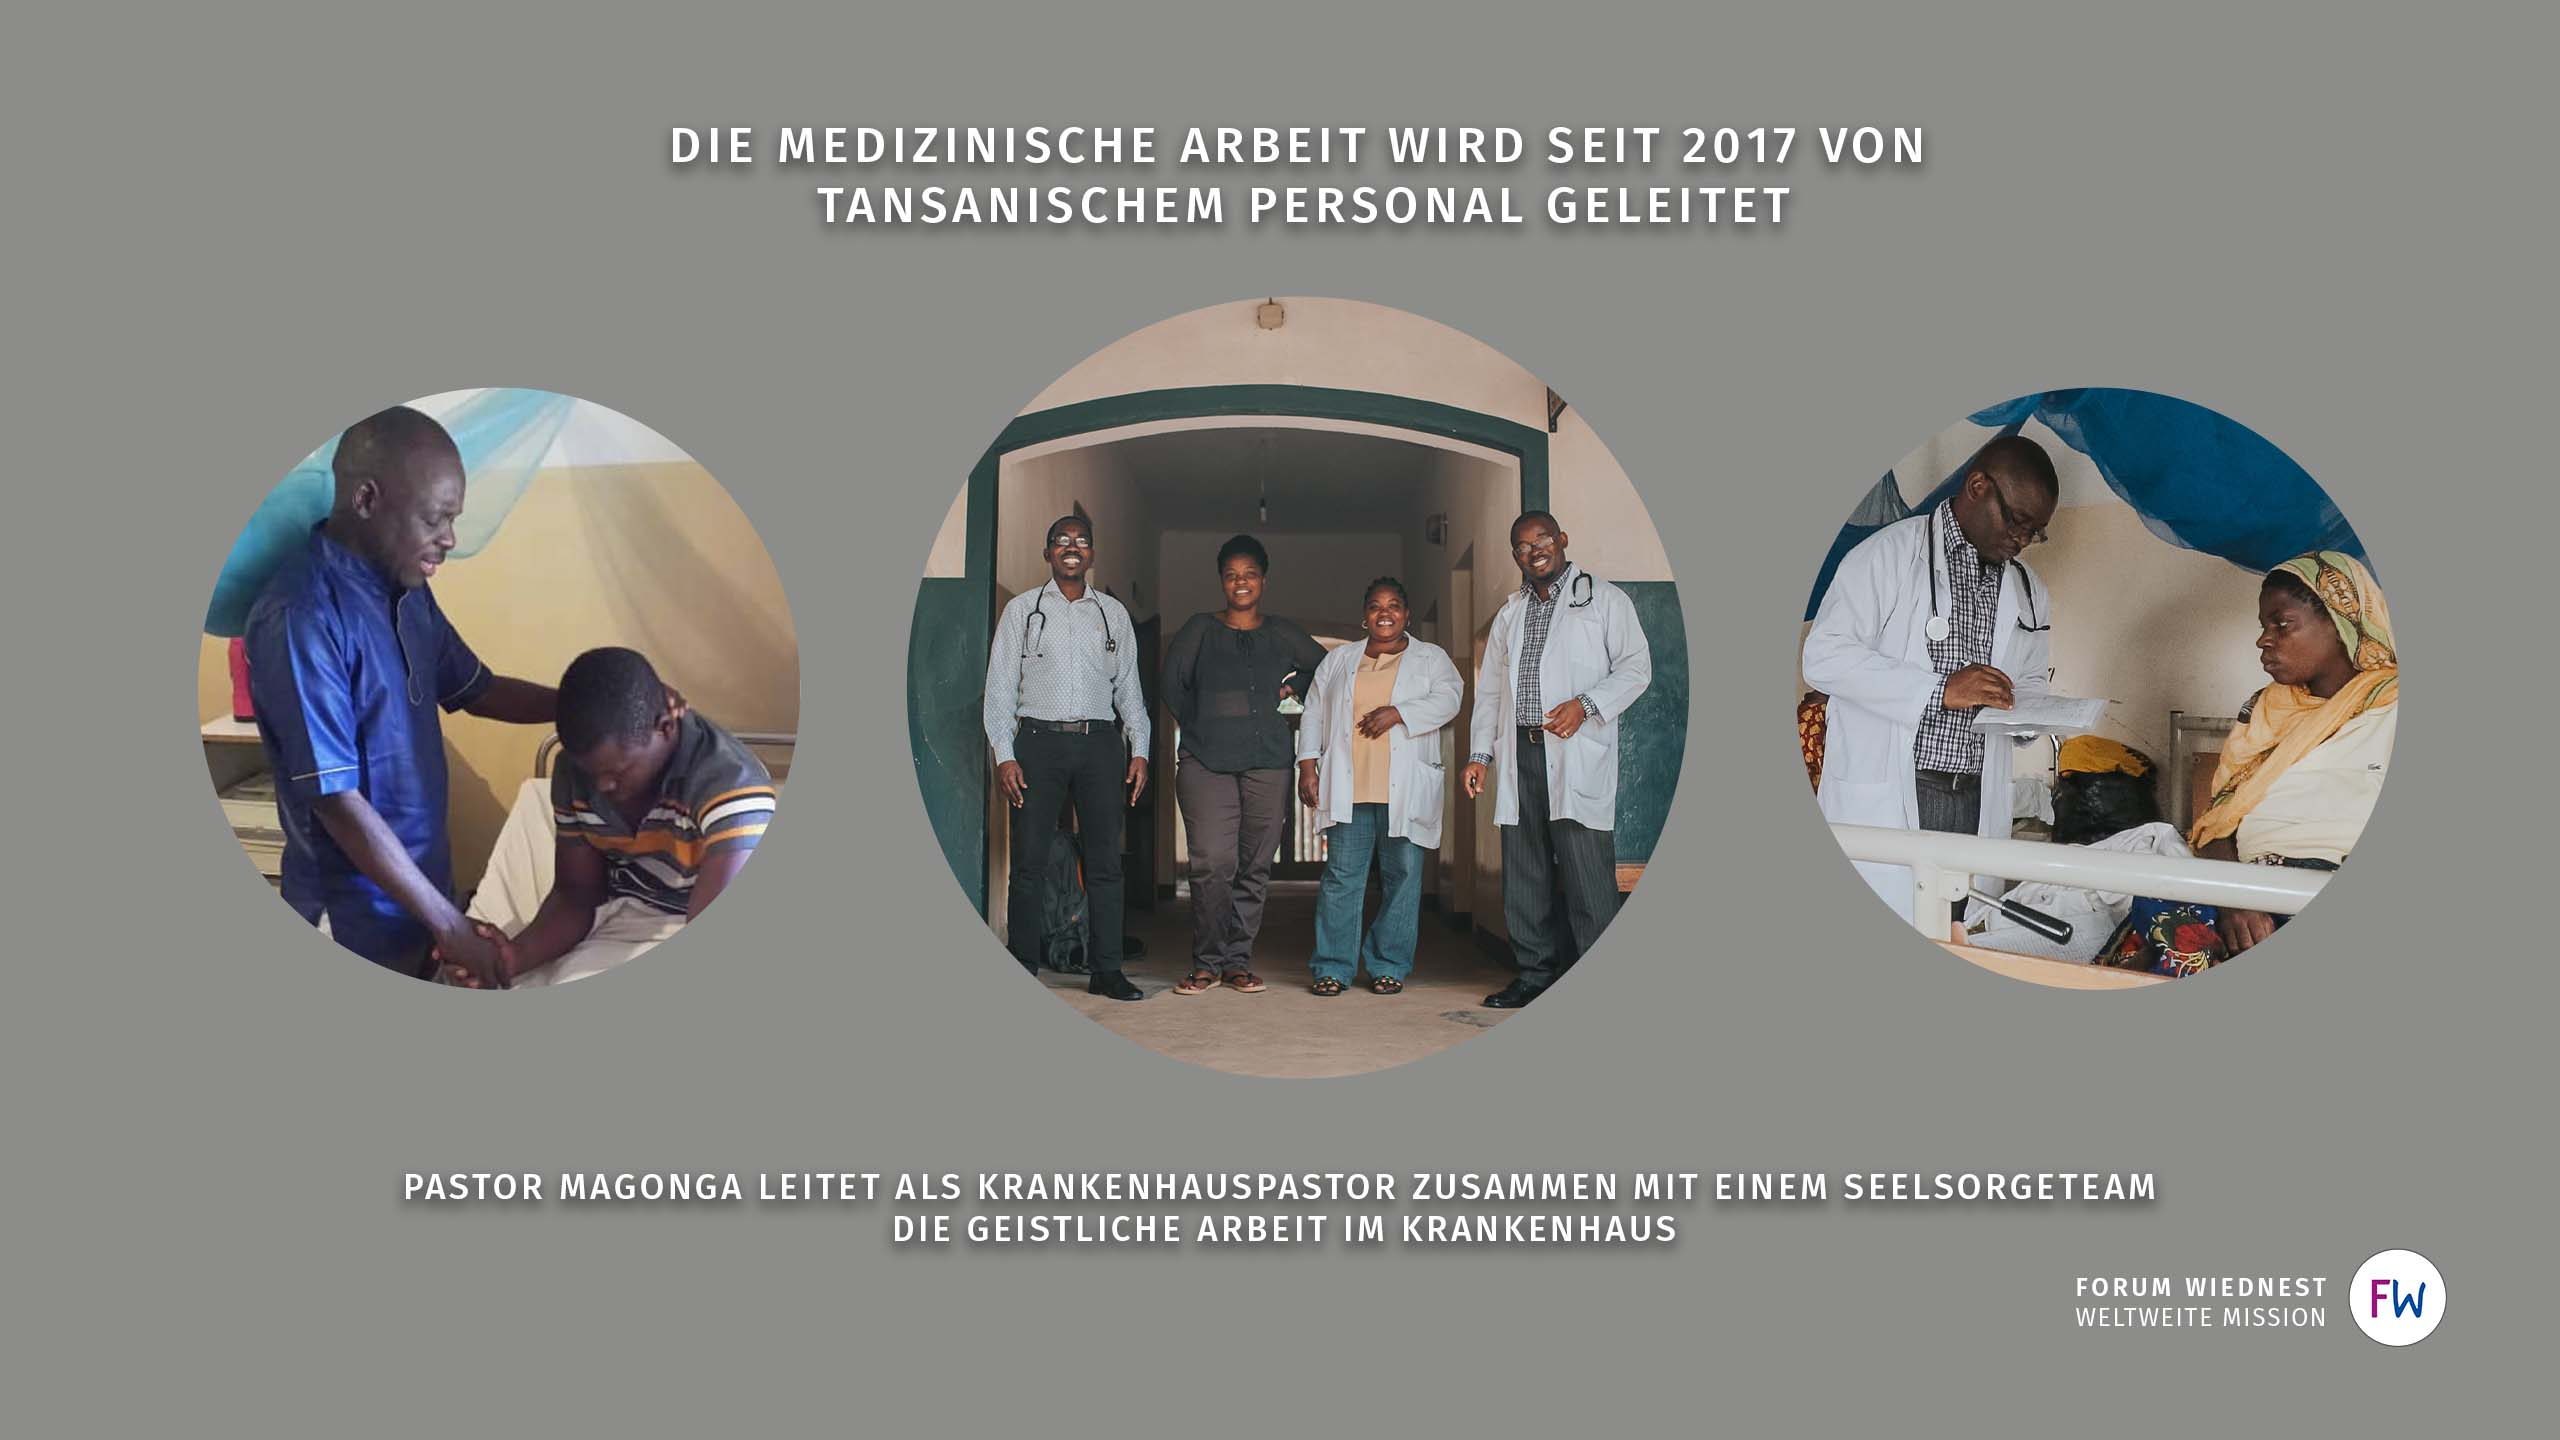 DIE MEDIZINISCHE ARBEIT WIRD SEIT 2017 VON
TANSANISCHEM PERSONAL GELEITET
PASTOR MAGONGA LEITET ALS KRANKENHAUSPASTOR ZUSAMMEN MIT EINEM SEELSORGETEAM
DIE GEISTLICHE ARBEIT IM KRANKENHAUS
FORUM WIEDNEST
WELTWEITE MISSION
FW